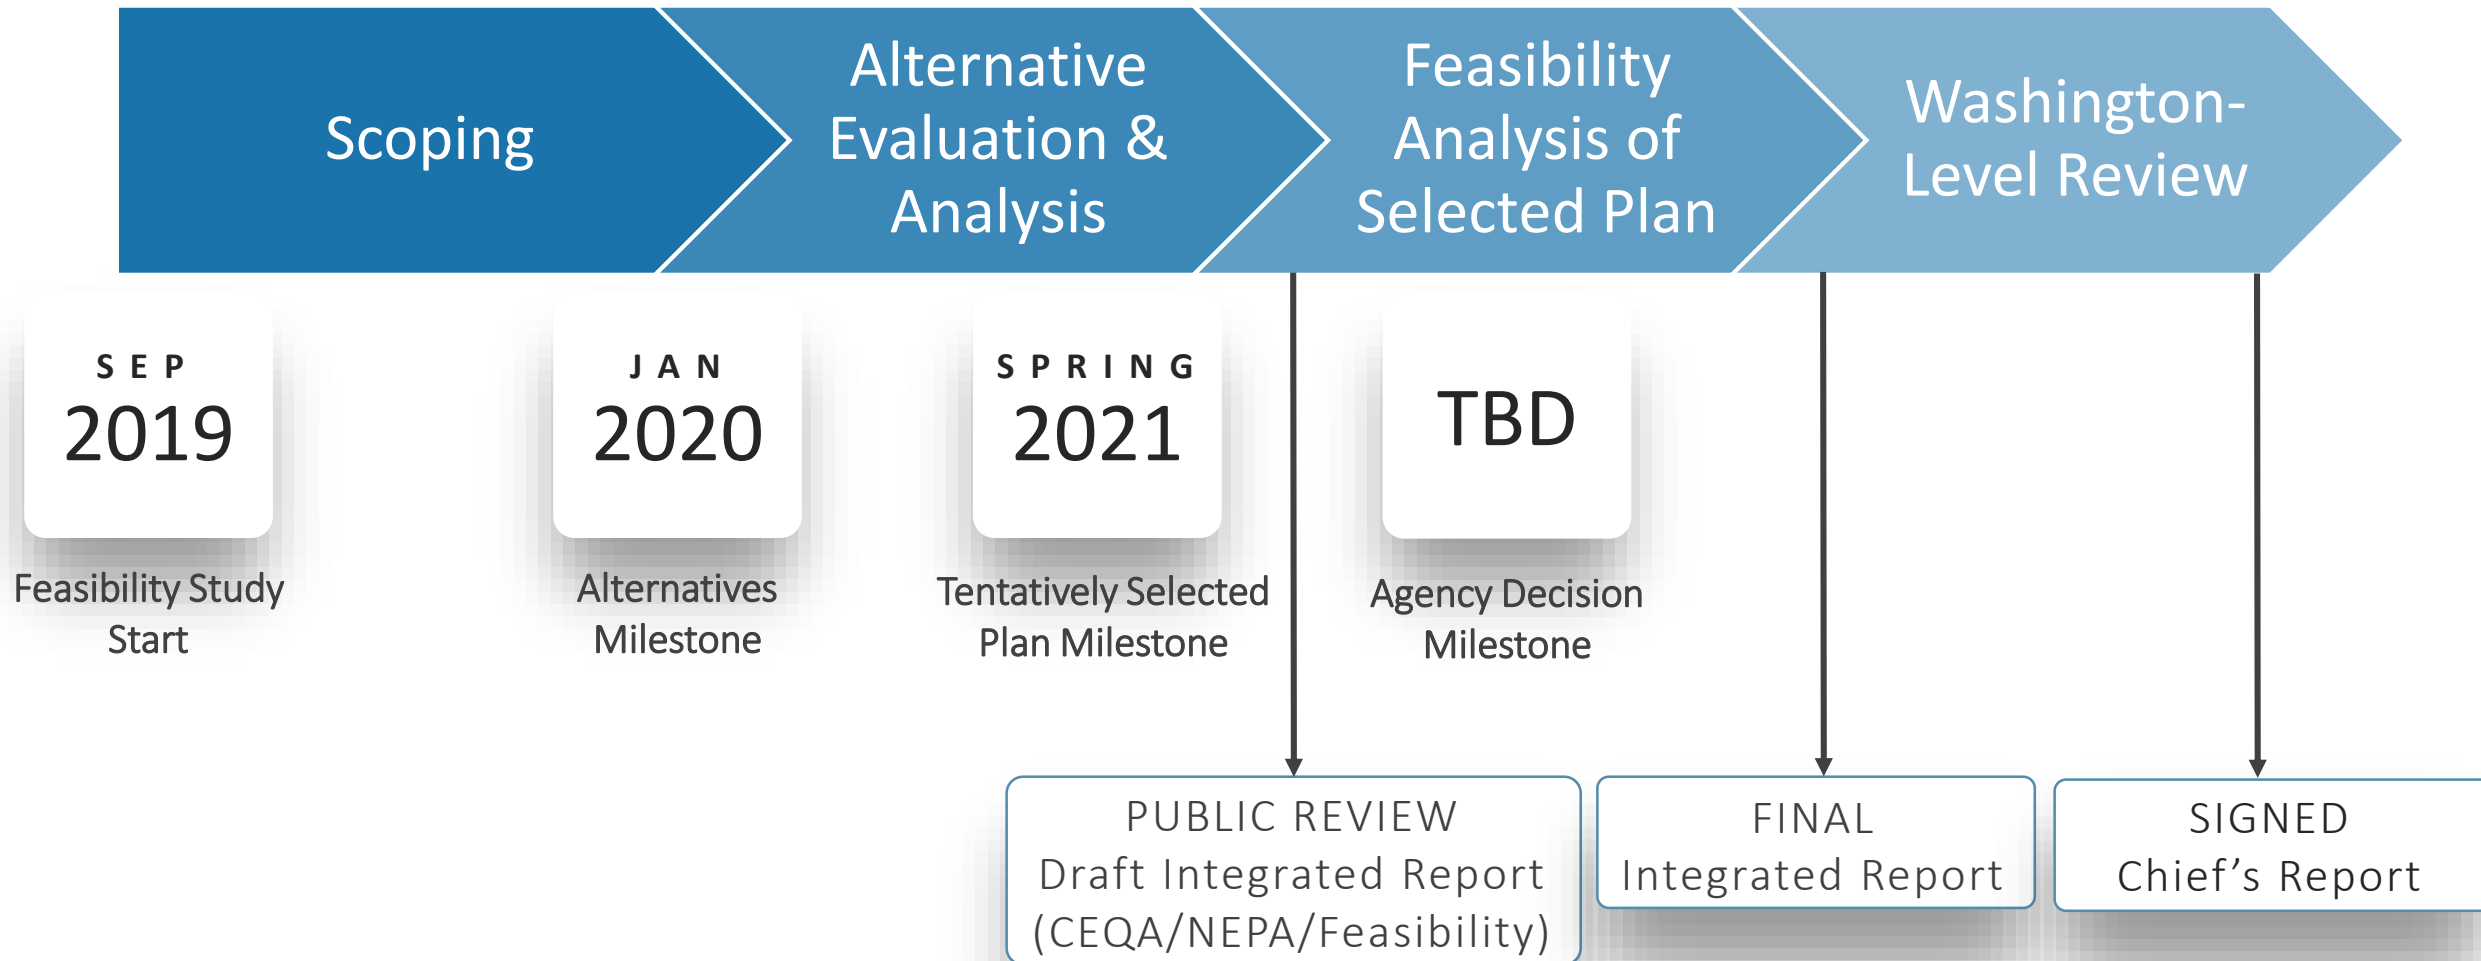 Scoping
Alternative
Evaluation &
Analysis
Feasibility
Analysis of
Selected Plan
Washington-
Level Review
SEP
2019
Feasibility Study
Start
JAN
2020
Alternatives
Milestone
SPRING
2021
Tentatively Selected
Plan Milestone
TBD
Agency Decision
Milestone
PUBLIC REVIEW
Draft Integrated Report
(CEQA/NEPA/Feasibility)
FINAL
Integrated Report
SIGNED
Chief’s Report